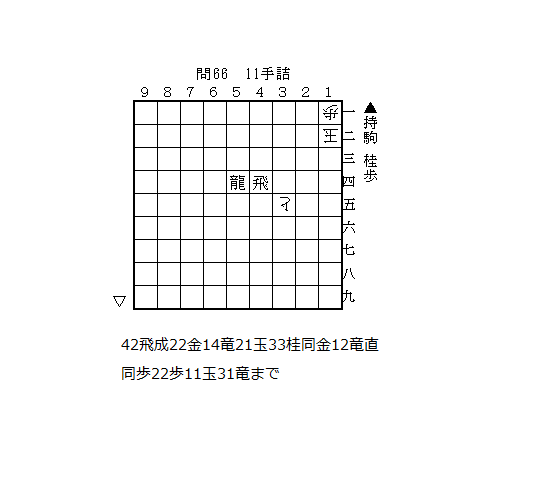 問66 11手詰
9 8 7 6 5 4 3 2 1
歩 一
玉 二
三
龍 飛 四
と 五
六
七
八
九
▲持駒 桂歩
▽
42飛成22金14竜21玉33桂同金12竜直
同歩22歩11玉31竜まで